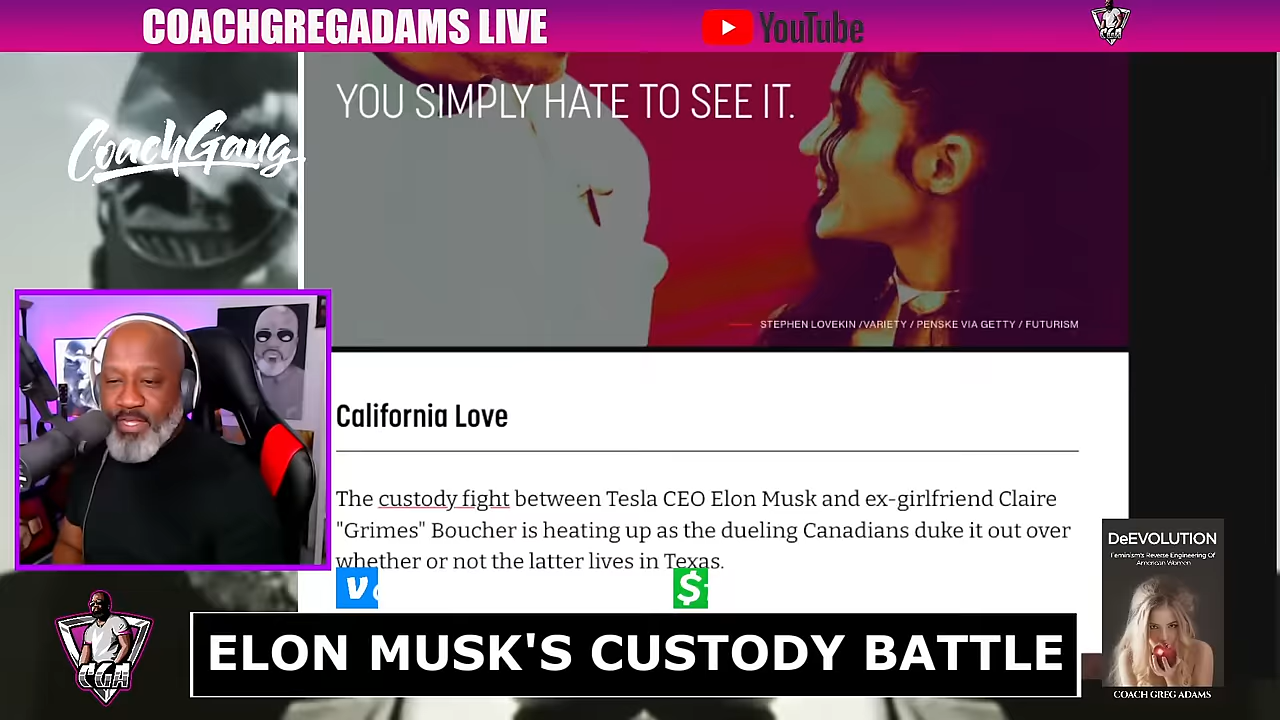 COACHGREGADAMS LIVE
YouTube
CGA
YOU SIMPLY HATE TO SEE IT.
CoachGang
STEPHEN LOVEKIN /VARIETY / PENSKE VIA GETTY / FUTURISM
California Love
The custody fight between Tesla CEO Elon Musk and ex-girlfriend Claire
"Grimes" Boucher is heating up as the dueling Canadians duke it out over
whether or not the latter lives in Texas.
$
DeEVOLUTION
Feminism's Reverse Engineering Of
American Women
COACH GREG ADAMS
CGA
ELON MUSK'S CUSTODY BATTLE